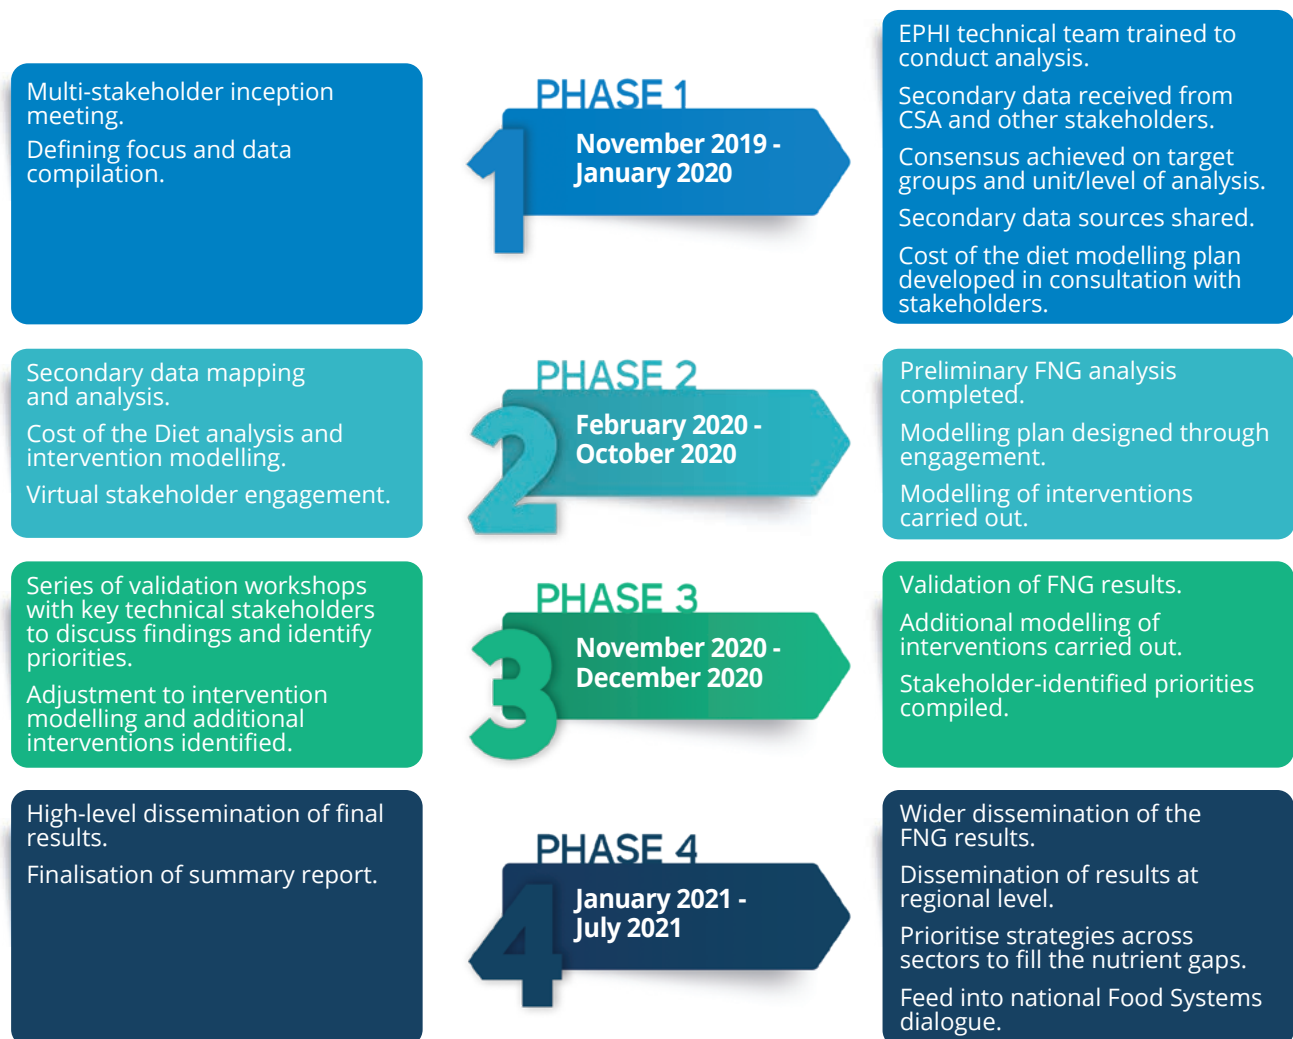 Multi-stakeholder inception
meeting.
Defining focus and data
compilation.
PHASE 1
1
November 2019 -
January 2020
EPHI technical team trained to
conduct analysis.
Secondary data received from
CSA and other stakeholders.
Consensus achieved on target
groups and unit/level of analysis.
Secondary data sources shared.
Cost of the diet modelling plan
developed in consultation with
stakeholders.
Secondary data mapping
and analysis.
Cost of the Diet analysis and
intervention modelling.
Virtual stakeholder engagement.
PHASE 2
2
February 2020 -
October 2020
Preliminary FNG analysis
completed.
Modelling plan designed through
engagement.
Modelling of interventions
carried out.
Series of validation workshops
with key technical stakeholders
to discuss findings and identify
priorities.
Adjustment to intervention
modelling and additional
interventions identified.
PHASE 3
3
November 2020 -
December 2020
Validation of FNG results.
Additional modelling of
interventions carried out.
Stakeholder-identified priorities
compiled.
High-level dissemination of final
results.
Finalisation of summary report.
PHASE 4
4
January 2021 -
July 2021
Wider dissemination of the
FNG results.
Dissemination of results at
regional level.
Prioritise strategies across
sectors to fill the nutrient gaps.
Feed into national Food Systems
dialogue.